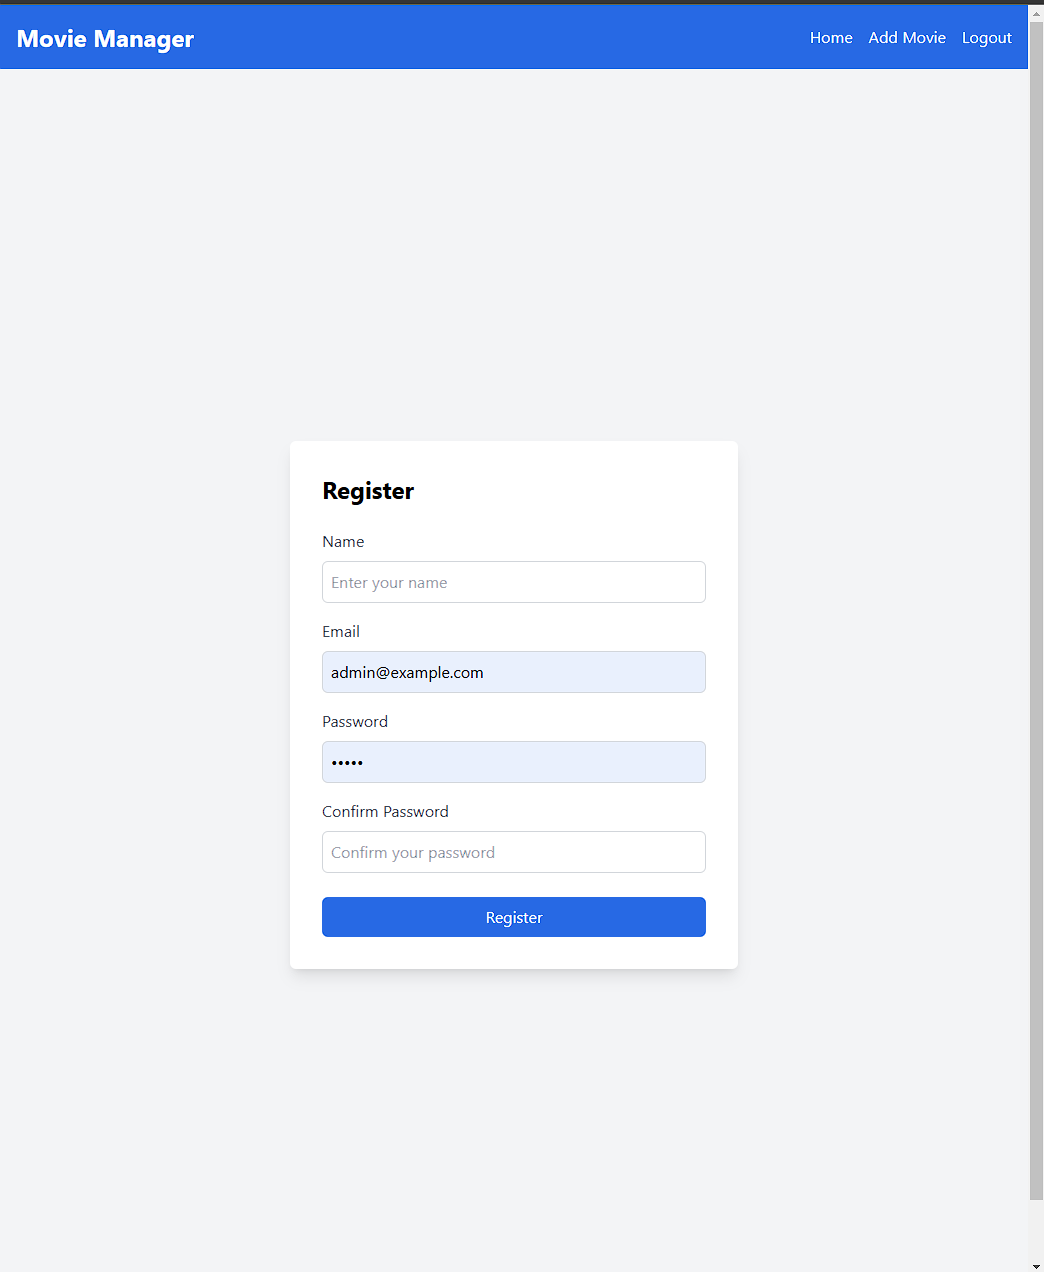 Movie Manager
Home Add Movie Logout
Register
Name
Enter your name
Email
admin@example.com
Password
•••••
Confirm Password
Confirm your password
Register